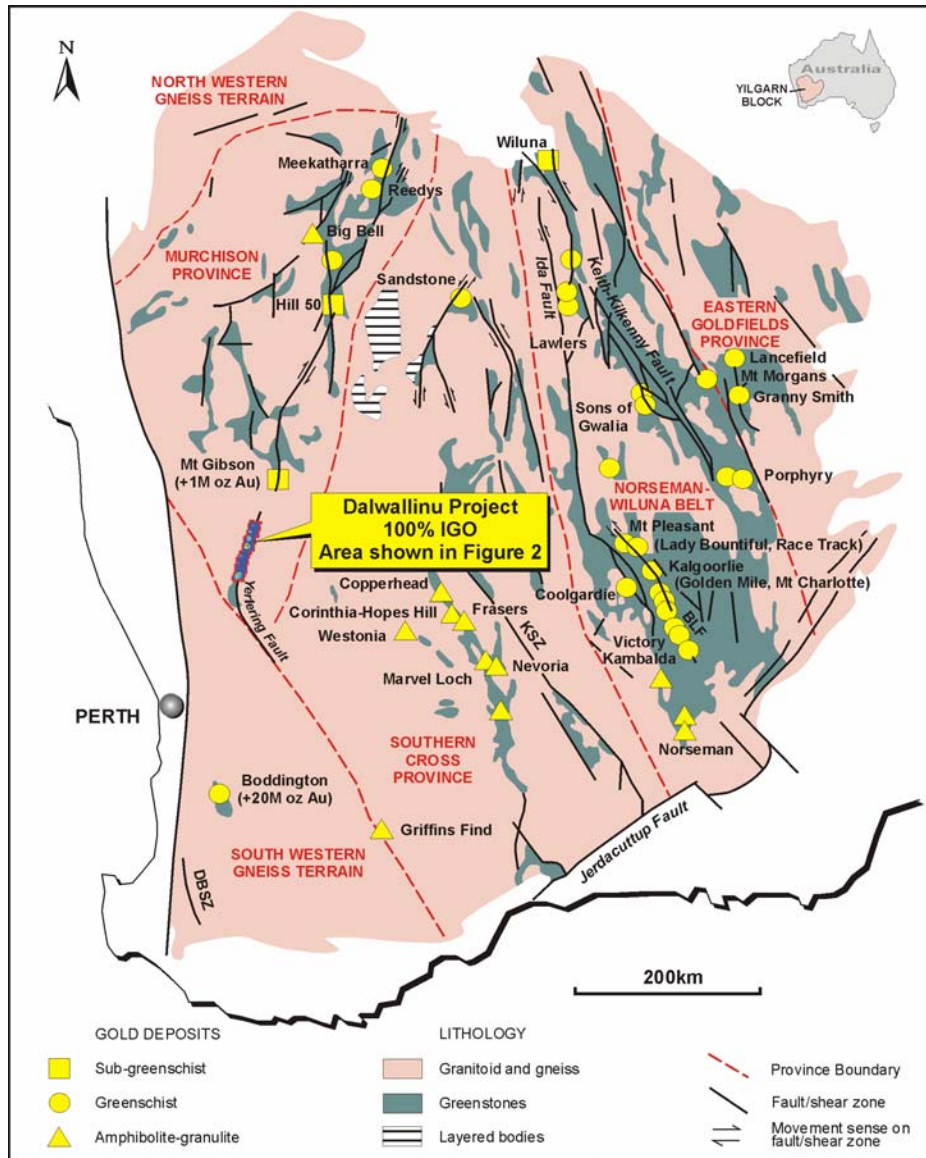 N
Australia
YILGARN
BLOCK
NORTH WESTERN
GNEISS TERRAIN
Wiluna
Meekatharra
Reedys
Big Bell
MURCHISON
PROVINCE
Sandstone
Ida Fault
Keith-Kilkenny Fault
Hill 50
EASTERN
GOLDFIELDS
PROVINCE
Lawlers
Lancefield
Mt Morgans
Granny Smith
Sons of
Gwalia
Mt Gibson
(+1M oz Au)
Porphyry
NORSEMAN-
WILUNA BELT
Dalwallinu Project
100% IGO
Area shown in Figure 2
Mt Pleasant
(Lady Bountiful, Race Track)
Kalgoorlie
(Golden Mile, Mt Charlotte)
Copperhead
Coolgardie
Yerlering Fault
Corinthia-Hopes Hill
Frasers
BLF
Westonia
KSZ
Victory
Kambalda
Marvel Loch
Nevoria
PERTH
SOUTHERN
CROSS
PROVINCE
Norseman
Boddington
(+20M oz Au)
Griffins Find
Jerdacuttup Fault
SOUTH WESTERN
GNEISS TERRAIN
DBSZ
200km
GOLD DEPOSITS
Sub-greenschist
Greenschist
Amphibolite-granulite
LITHOLOGY
Granitoid and gneiss
Greenstones
Layered bodies
Province Boundary
Fault/shear zone
Movement sense on
fault/shear zone